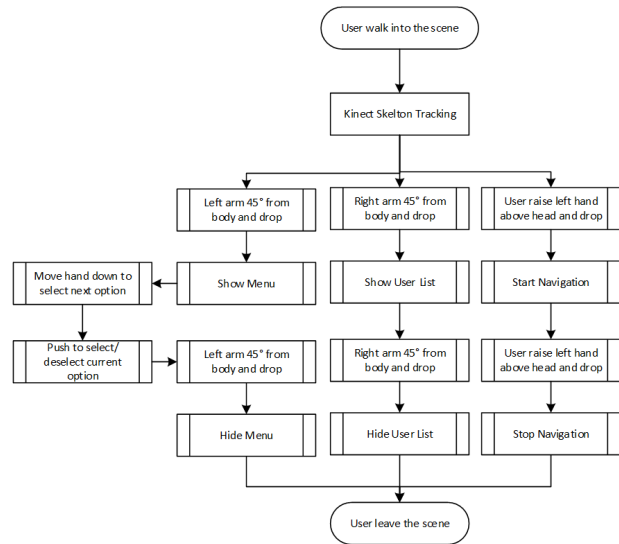 User walk into the scene
Kinect Skelton Tracking
Left arm 45° from
body and drop
Right arm 45° from
body and drop
User raise left hand
above head and drop
Move hand down to
select next option
Show Menu
Show User List
Start Navigation
Push to select/
deselect current
option
Left arm 45° from
body and drop
Right arm 45° from
body and drop
User raise left hand
above head and drop
Hide Menu
Hide User List
Stop Navigation
User leave the scene